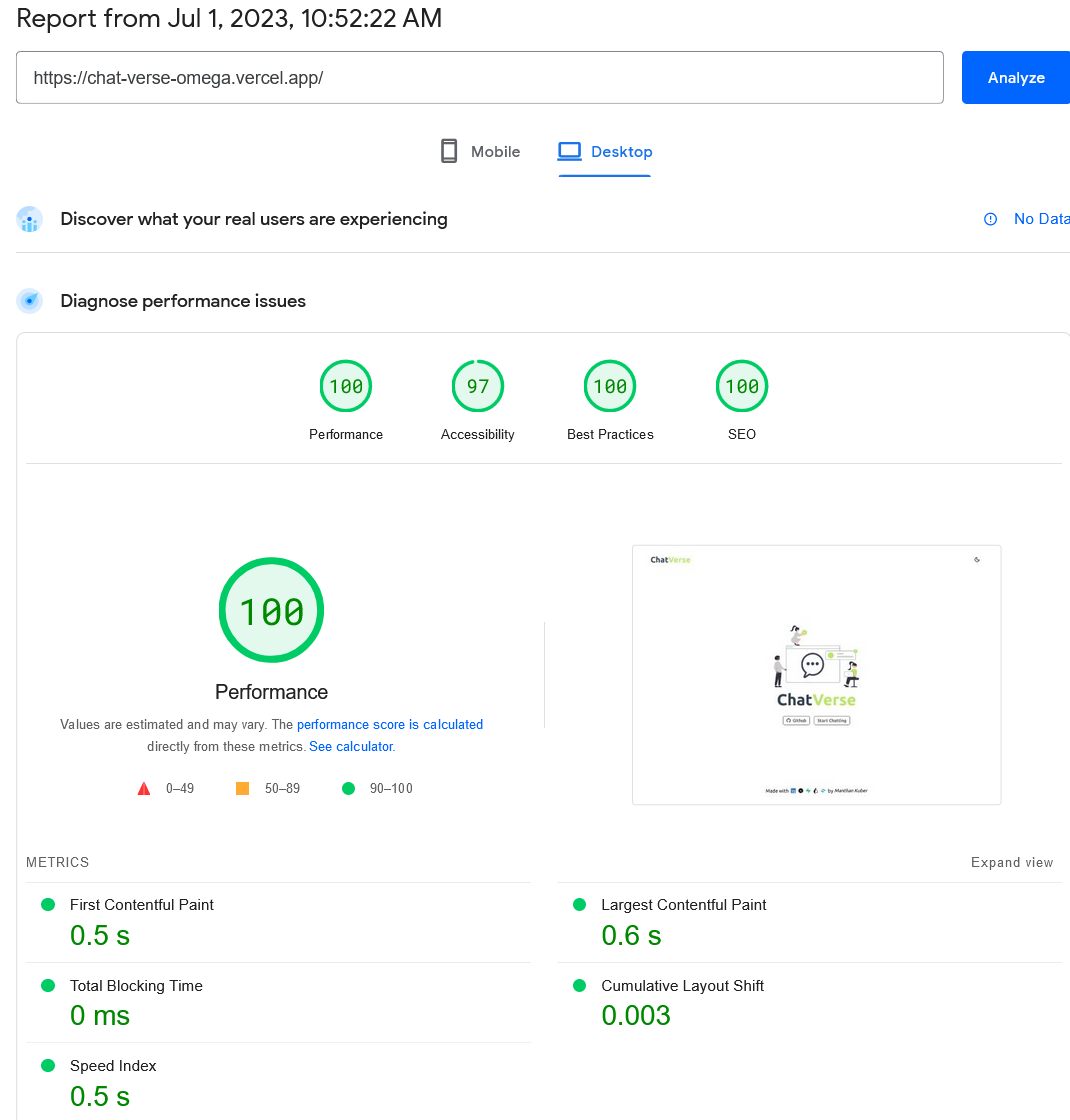 Report from Jul 1, 2023, 10:52:22 AM
https://chat-verse-omega.vercel.app/
Analyze
Mobile
Desktop
Discover what your real users are experiencing
No Data
Diagnose performance issues
100
97
100
100
Performance
Accessibility
Best Practices
SEO
100
Performance
Values are estimated and may vary. The performance score is calculated
directly from these metrics. See calculator.
0–49
50–89
90–100
ChatVerse
ChatVerse
Github
Start Chatting
Made with
by Manthan Kuber
METRICS
Expand view
First Contentful Paint
0.5 s
Largest Contentful Paint
0.6 s
Total Blocking Time
0 ms
Cumulative Layout Shift
0.003
Speed Index
0.5 s